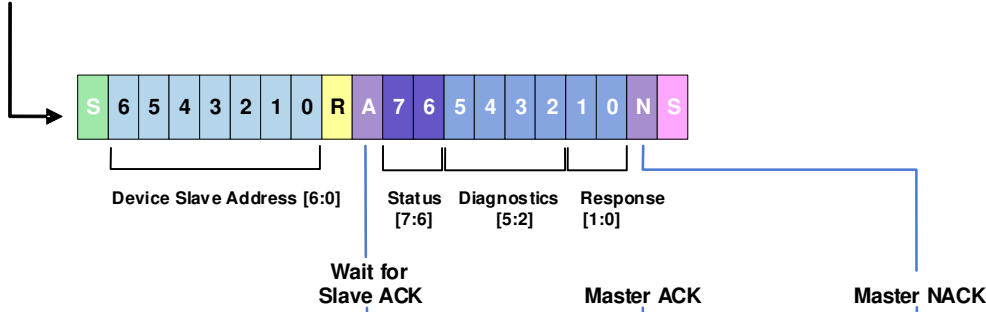 S 6 5 4 3 2 1 0 R A 7 6 5 4 3 2 1 0 N S
Device Slave Address [6:0]
Status
[7:6]
Diagnostics
[5:2]
Response
[1:0]
Wait for
Slave ACK
Master ACK
Master NACK